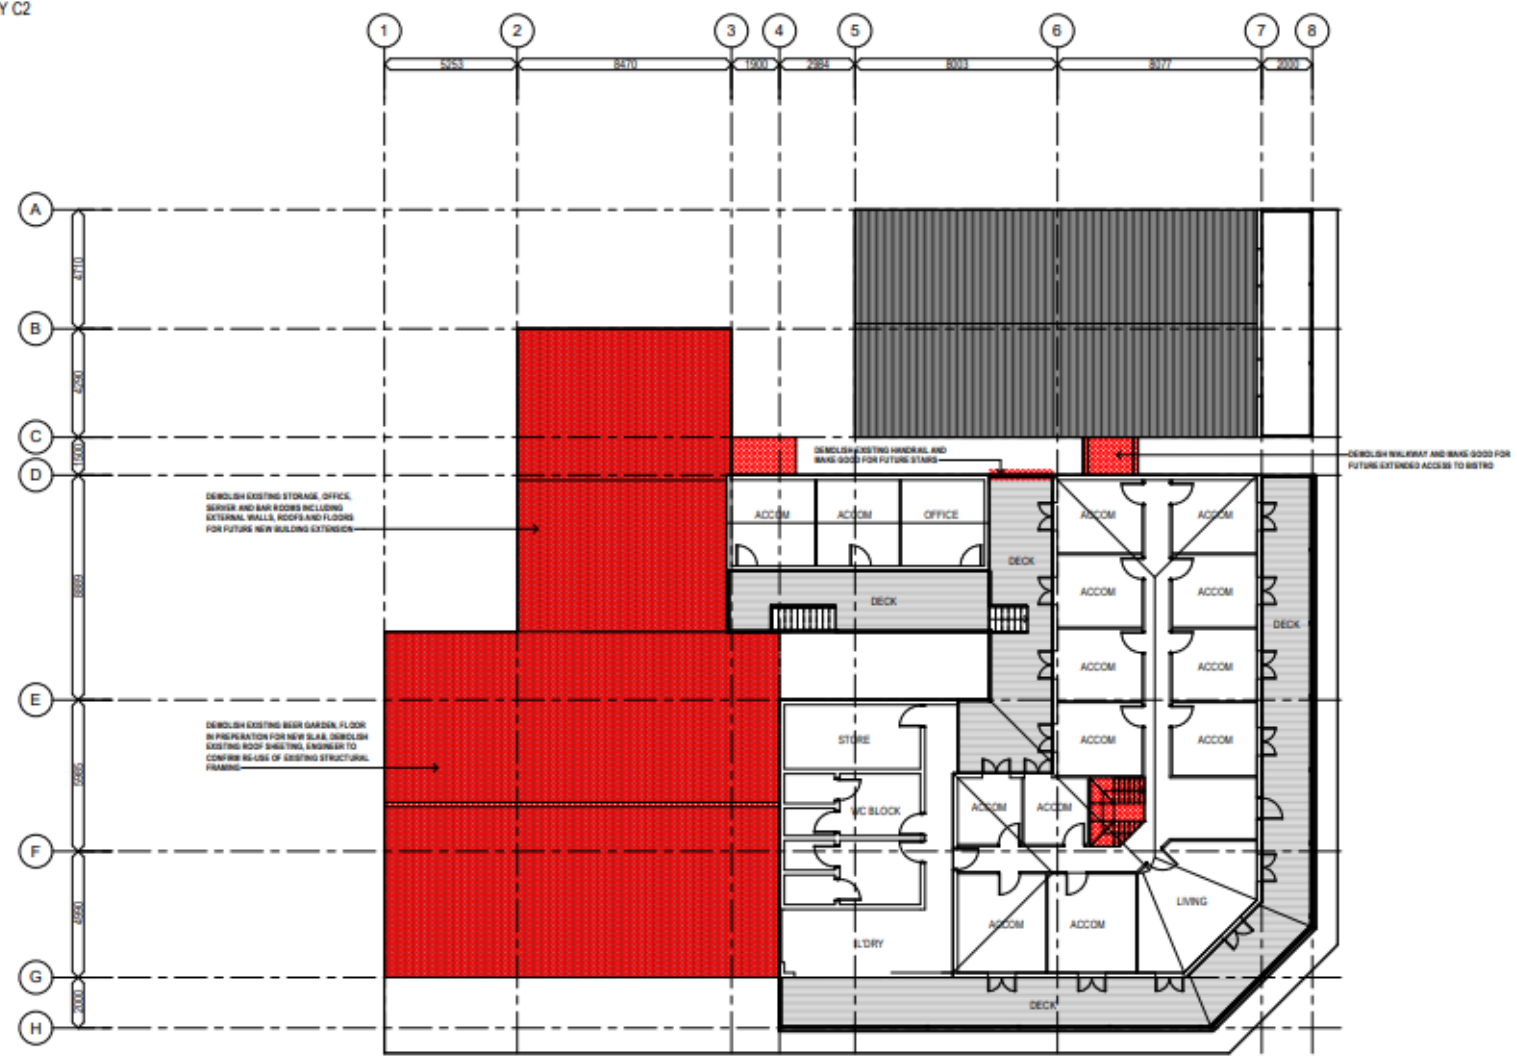 Y C2
1 2 3 4 5 6 7 8
5253 8470 1900 2984 8003 8077 2000
A
4710
B
4290
C
1500
D
8889
E
5985
F
4990
G
2000
H
DEMOLISH EXISTING HANDRAIL AND
MAKE GOOD FOR FUTURE STAIRS
DEMOLISH WALKWAY AND MAKE GOOD FOR
FUTURE EXTENDED ACCESS TO BISTRO
DEMOLISH EXISTING STORAGE, OFFICE,
SERVER AND BAR ROOMS INCLUDING
EXTERNAL WALLS, ROOFS AND FLOORS
FOR FUTURE NEW BUILDING EXTENSION
ACCOM ACCOM OFFICE ACCOM ACCOM
DECK
ACCOM ACCOM
DECK
DECK
ACCOM ACCOM
DEMOLISH EXISTING BEER GARDEN, FLOOR
IN PREPARATION FOR NEW SLAB, DEMOLISH
EXISTING ROOF SHEETING, ENGINEER TO
CONFIRM RE-USE OF EXISTING STRUCTURAL
FRAMING
STORE ACCOM ACCOM
WC BLOCK ACCOM ACCOM
LIVING
ACCOM ACCOM
L'DRY
DECK